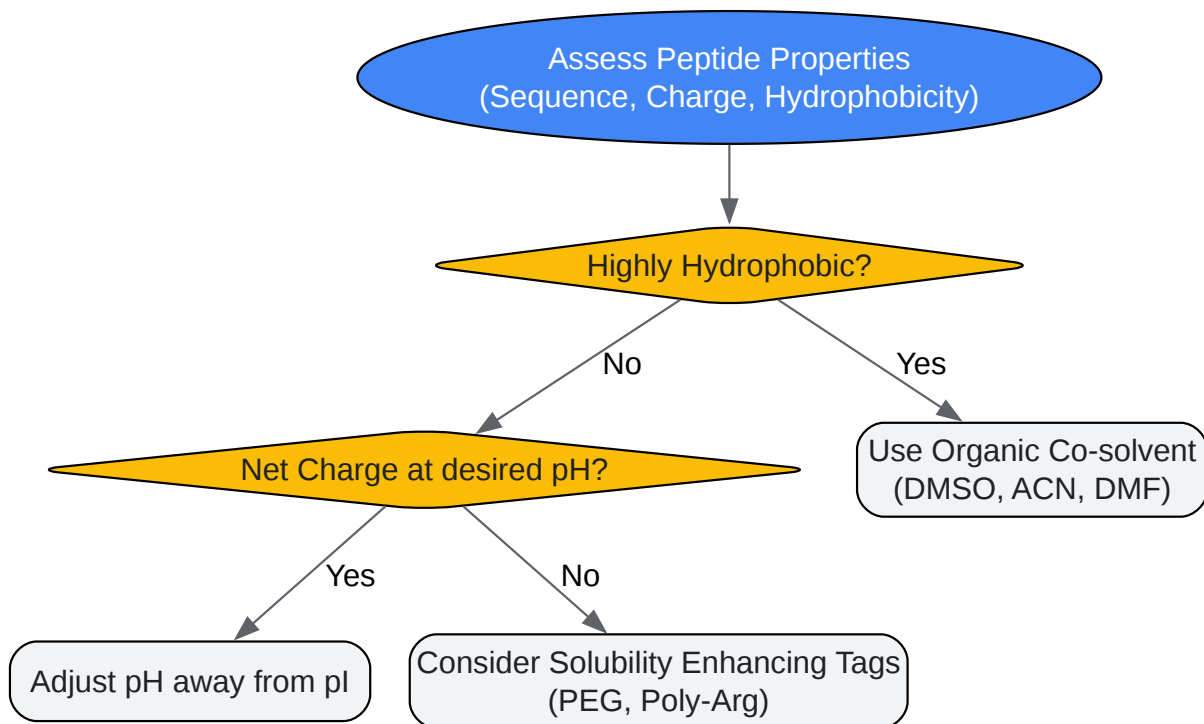 Assess Peptide Properties
(Sequence, Charge, Hydrophobicity)
Highly Hydrophobic?
No
Yes
Net Charge at desired pH?
Use Organic Co-solvent
(DMSO, ACN, DMF)
Yes
No
Adjust pH away from pI
Consider Solubility Enhancing Tags
(PEG, Poly-Arg)